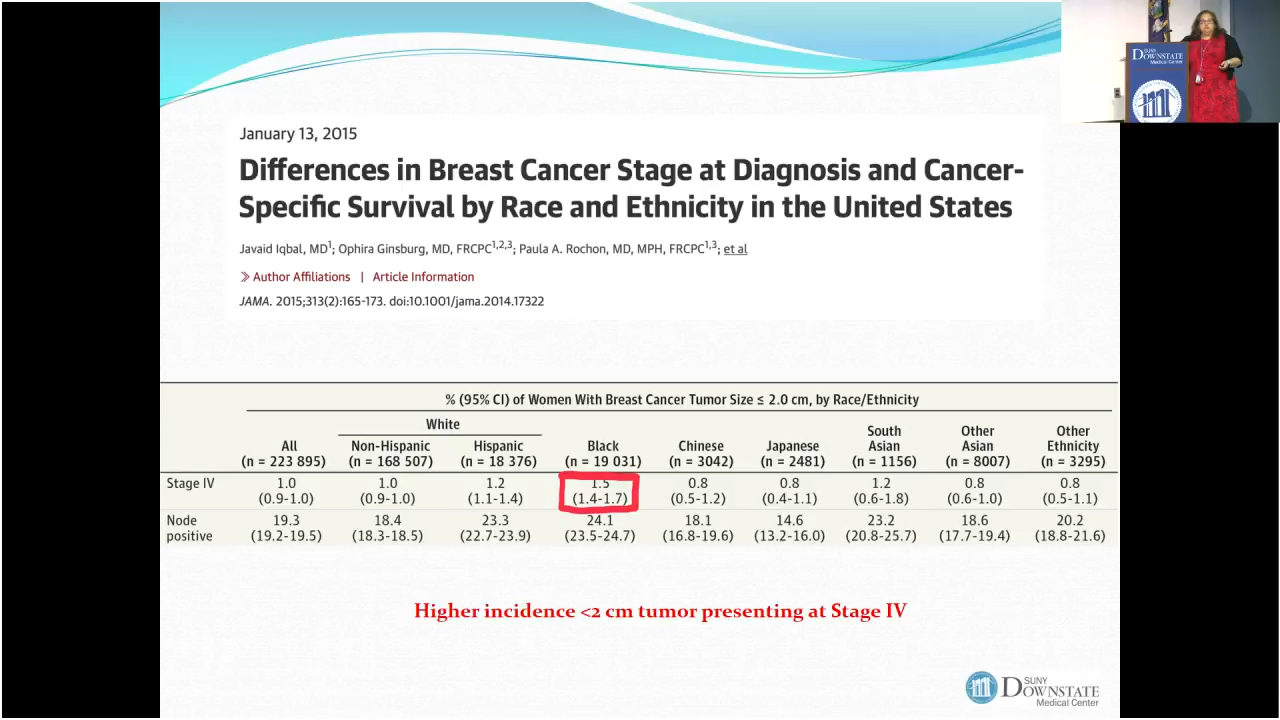 January 13, 2015
Differences in Breast Cancer Stage at Diagnosis and Cancer-
Specific Survival by Race and Ethnicity in the United States
Javaid Iqbal, MD1; Ophira Ginsburg, MD, FRCPC1,2,3; Paula A. Rochon, MD, MPH, FRCPC1,3; et al
» Author Affiliations | Article Information
JAMA. 2015;313(2):165-173. doi:10.1001/jama.2014.17322
% (95% CI) of Women With Breast Cancer Tumor Size ≤ 2.0 cm, by Race/Ethnicity
White
All Non-Hispanic Hispanic Black Chinese Japanese South Asian Other Asian Other Ethnicity
(n = 223 895) (n = 168 507) (n = 18 376) (n = 19 031) (n = 3042) (n = 2481) (n = 1156) (n = 8007) (n = 3295)
Stage IV 1.0 1.0 1.2 1.5 0.8 0.8 1.2 0.8 0.8
(0.9-1.0) (0.9-1.0) (1.1-1.4) (1.4-1.7) (0.5-1.2) (0.4-1.1) (0.6-1.8) (0.6-1.0) (0.5-1.1)
Node 19.3 18.4 23.3 24.1 18.1 14.6 23.2 18.6 20.2
positive (19.2-19.5) (18.3-18.5) (22.7-23.9) (23.5-24.7) (16.8-19.6) (13.2-16.0) (20.8-25.7) (17.7-19.4) (18.8-21.6)
Higher incidence <2 cm tumor presenting at Stage IV
SUNY
DOWNSTATE
Medical Center
SUNY
DOWNSTATE
Medical Center